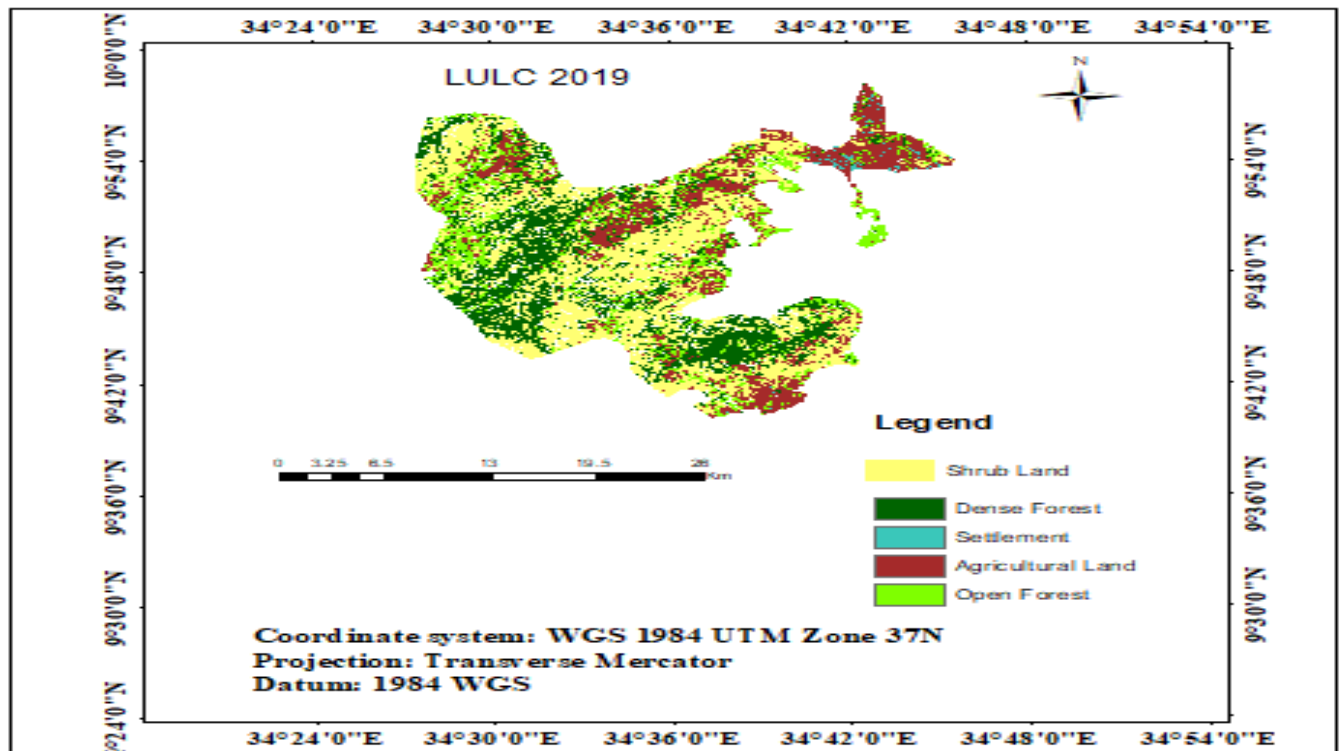 34°24'0"E 34°30'0"E 34°36'0"E 34°42'0"E 34°48'0"E 34°54'0"E
10°0'0"N
9°54'0"N
9°48'0"N
9°42'0"N
9°36'0"N
9°30'0"N
9°24'0"N
LULC 2019
N
9°54'0"N
9°48'0"N
9°42'0"N
9°36'0"N
9°30'0"N
0 3.25 6.5 13 19.5 26
Km
Legend
Shrub Land
Dense Forest
Settlement
Agricultural Land
Open Forest
Coordinate system: WGS 1984 UTM Zone 37N
Projection: Transverse Mercator
Datum: 1984 WGS
34°24'0"E 34°30'0"E 34°36'0"E 34°42'0"E 34°48'0"E 34°54'0"E